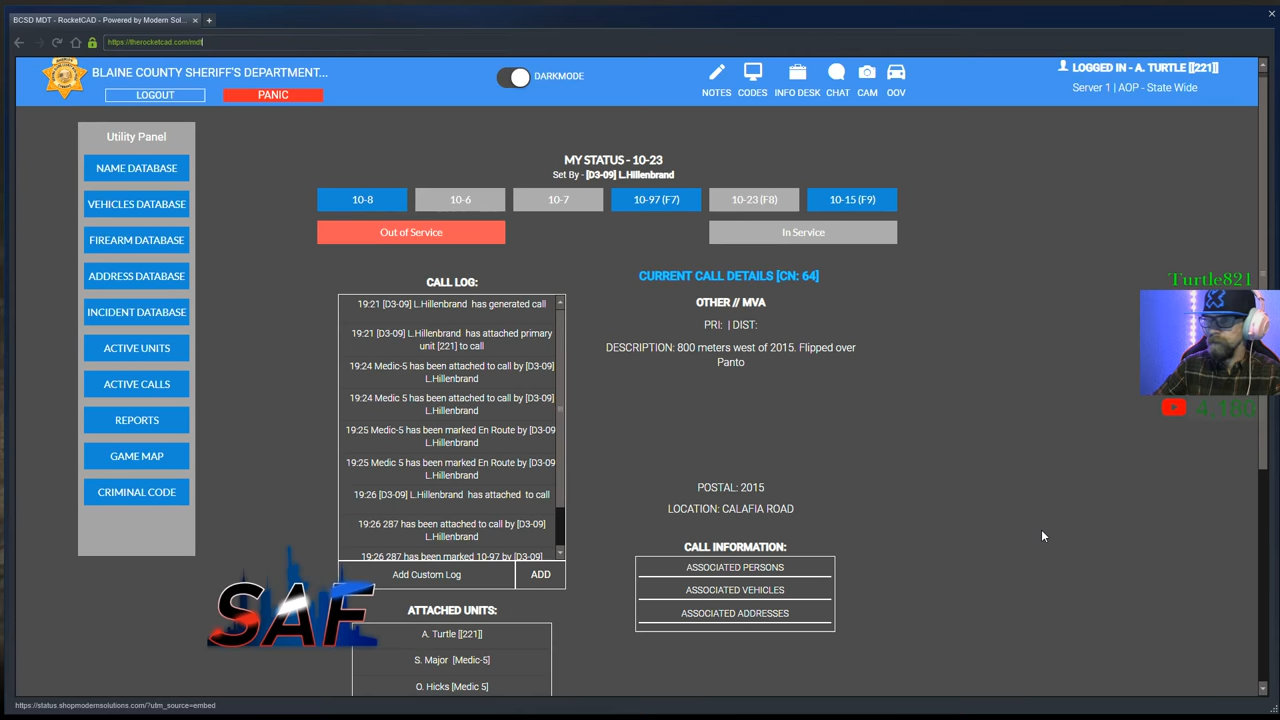 BCSD MDT - RocketCAD - Powered by Modern Sol...
https://therocketcad.com/mdt
BLAINE COUNTY SHERIFF'S DEPARTMENT...
LOGOUT
PANIC
DARKMODE
NOTES
CODES
INFO DESK
CHAT
CAM
OOV
LOGGED IN - A. TURTLE [[221]]
Server 1 | AOP - State Wide
Utility Panel
NAME DATABASE
VEHICLES DATABASE
FIREARM DATABASE
ADDRESS DATABASE
INCIDENT DATABASE
ACTIVE UNITS
ACTIVE CALLS
REPORTS
GAME MAP
CRIMINAL CODE
MY STATUS - 10-23
Set By - [D3-09] L.Hillenbrand
10-8
10-6
10-7
10-97 (F7)
10-23 (F8)
10-15 (F9)
Out of Service
In Service
CALL LOG:
19:21 [D3-09] L.Hillenbrand has generated call
19:21 [D3-09] L.Hillenbrand has attached primary
unit [221] to call
19:24 Medic-5 has been attached to call by [D3-09]
L.Hillenbrand
19:24 Medic 5 has been attached to call by [D3-09]
L.Hillenbrand
19:25 Medic-5 has been marked En Route by [D3-09]
L.Hillenbrand
19:25 Medic 5 has been marked En Route by [D3-09]
L.Hillenbrand
19:26 [D3-09] L.Hillenbrand has attached to call
19:26 287 has been attached to call by [D3-09]
L.Hillenbrand
19:26 287 has been marked 10-97 by [D3-09]
Add Custom Log
ADD
ATTACHED UNITS:
A. Turtle [[221]]
S. Major [Medic-5]
O. Hicks [Medic 5]
CURRENT CALL DETAILS [CN: 64]
OTHER // MVA
PRI: | DIST:
DESCRIPTION: 800 meters west of 2015. Flipped over
Panto
POSTAL: 2015
LOCATION: CALAFIA ROAD
CALL INFORMATION:
ASSOCIATED PERSONS
ASSOCIATED VEHICLES
ASSOCIATED ADDRESSES
Turtle821
4,180
SAF
https://status.shopmodernsolutions.com/?utm_source=embed